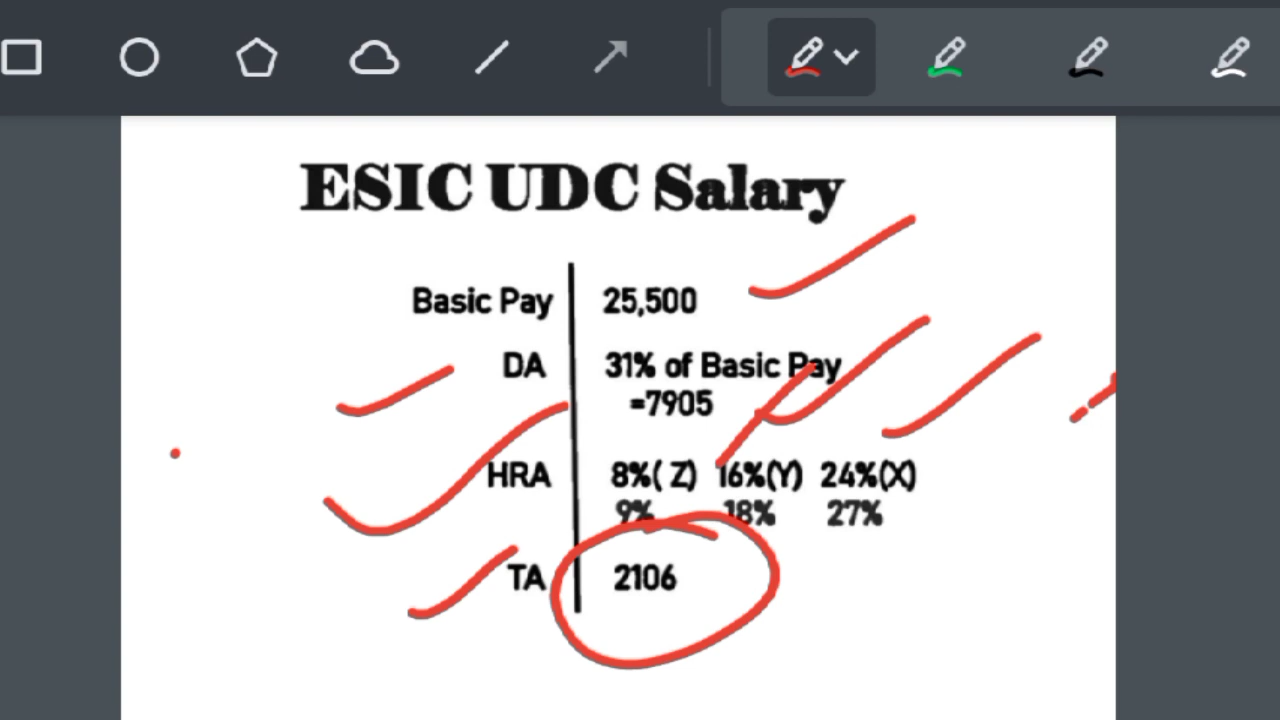 ESIC UDC Salary
Basic Pay 25,500
DA 31% of Basic Pay
=7905
HRA 8%( Z) 16%(Y) 24%(X)
9% 18% 27%
TA 2106